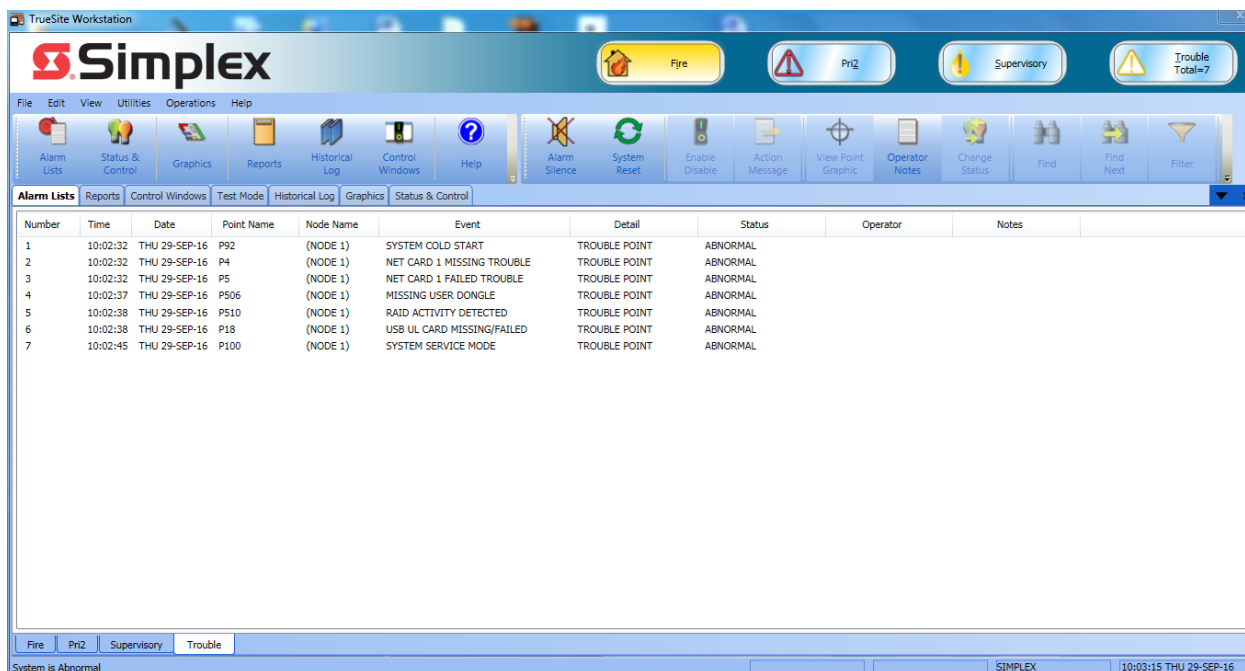 TrueSite Workstation
Simplex
Fire
Pri2
Supervisory
Trouble
Total=7
File Edit View Utilities Operations Help
Alarm Lists
Status & Control
Graphics
Reports
Historical Log
Control Windows
Help
Alarm Silence
System Reset
Enable Disable
Action Message
View Point Graphic
Operator Notes
Change Status
Find
Find Next
Filter
Alarm Lists Reports Control Windows Test Mode Historical Log Graphics Status & Control
Number Time Date Point Name Node Name Event Detail Status Operator Notes
1 10:02:32 THU 29-SEP-16 P92 (NODE 1) SYSTEM COLD START TROUBLE POINT ABNORMAL
2 10:02:32 THU 29-SEP-16 P4 (NODE 1) NET CARD 1 MISSING TROUBLE TROUBLE POINT ABNORMAL
3 10:02:32 THU 29-SEP-16 P5 (NODE 1) NET CARD 1 FAILED TROUBLE TROUBLE POINT ABNORMAL
4 10:02:37 THU 29-SEP-16 P506 (NODE 1) MISSING USER DONGLE TROUBLE POINT ABNORMAL
5 10:02:38 THU 29-SEP-16 P510 (NODE 1) RAID ACTIVITY DETECTED TROUBLE POINT ABNORMAL
6 10:02:38 THU 29-SEP-16 P18 (NODE 1) USB UL CARD MISSING/FAILED TROUBLE POINT ABNORMAL
7 10:02:45 THU 29-SEP-16 P100 (NODE 1) SYSTEM SERVICE MODE TROUBLE POINT ABNORMAL
Fire Pri2 Supervisory Trouble
System is Abnormal SIMPLEX 10:03:15 THU 29-SEP-16